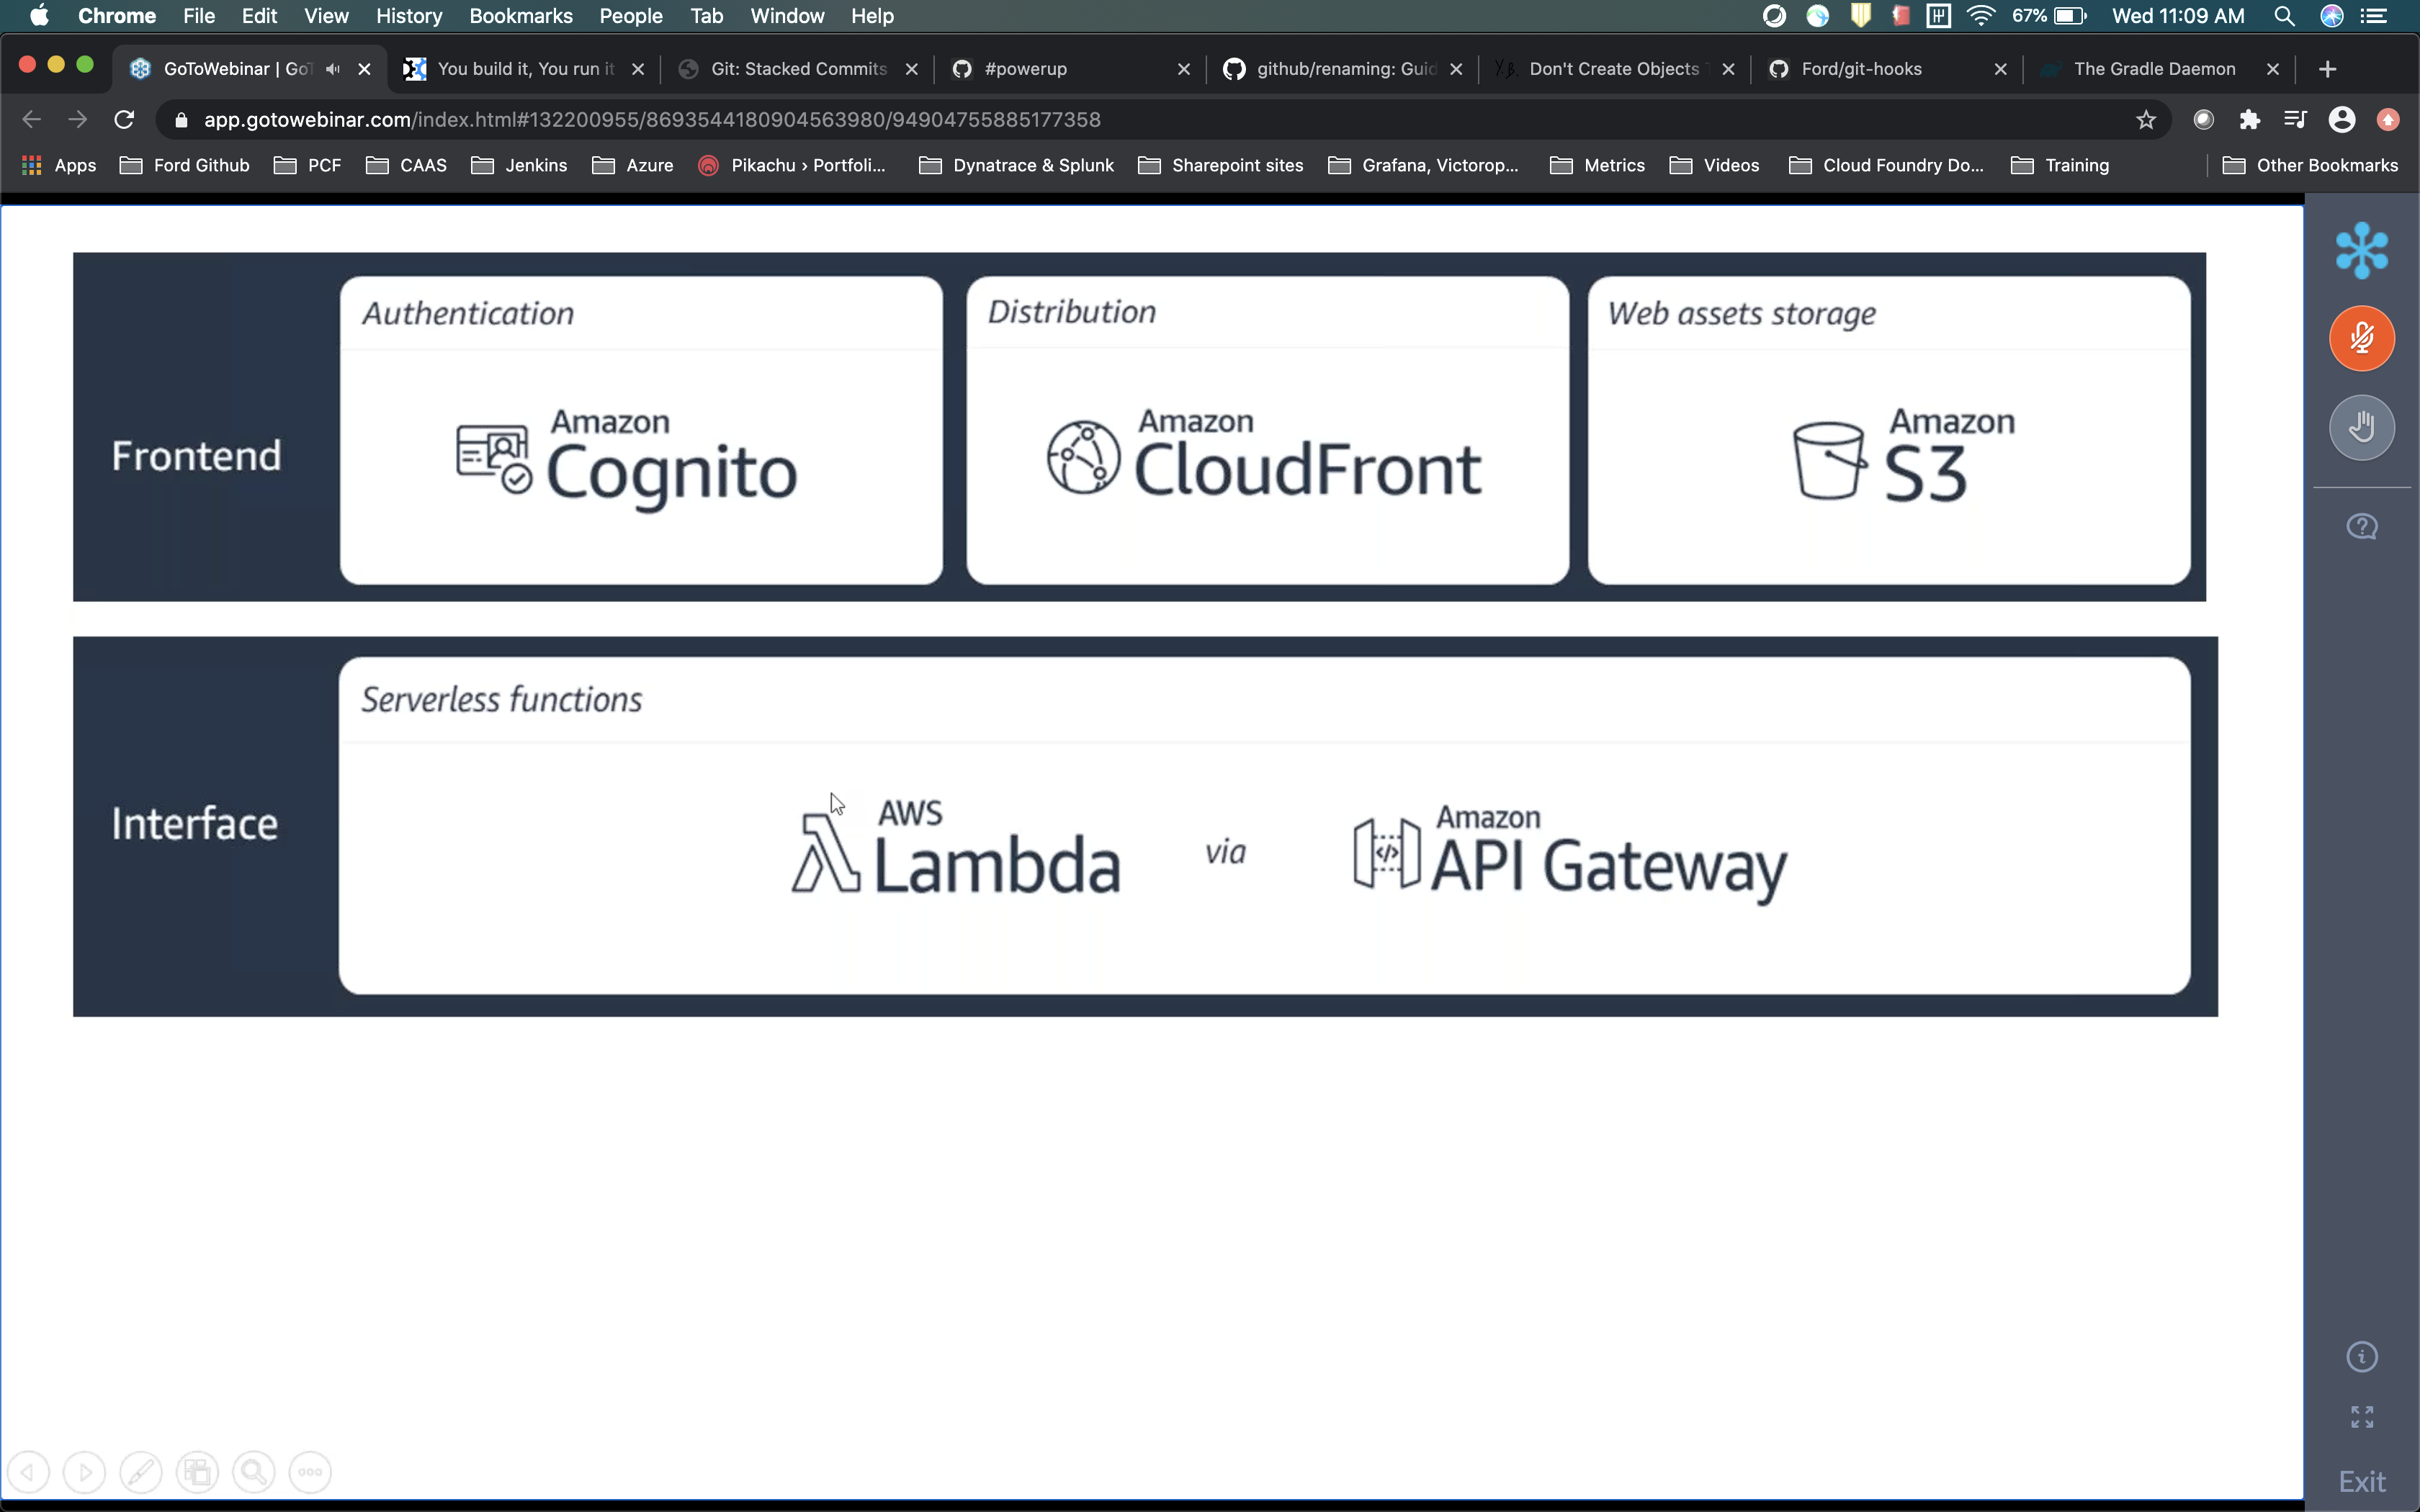 Chrome File Edit View History Bookmarks People Tab Window Help 67% Wed 11:09 AM
GoToWebinar | GoT You build it, You run it Git: Stacked Commits #powerup github/renaming: Guid Don't Create Objects T Ford/git-hooks The Gradle Daemon
app.gotowebinar.com/index.html#132200955/8693544180904563980/94904755885177358
Apps Ford Github PCF CAAS Jenkins Azure Pikachu › Portfoli... Dynatrace & Splunk Sharepoint sites Grafana, Victorop... Metrics Videos Cloud Foundry Do... Training Other Bookmarks
Frontend
Authentication
Amazon
Cognito
Distribution
Amazon
CloudFront
Web assets storage
Amazon
S3
Interface
Serverless functions
AWS
Lambda
via
Amazon
API Gateway
Exit